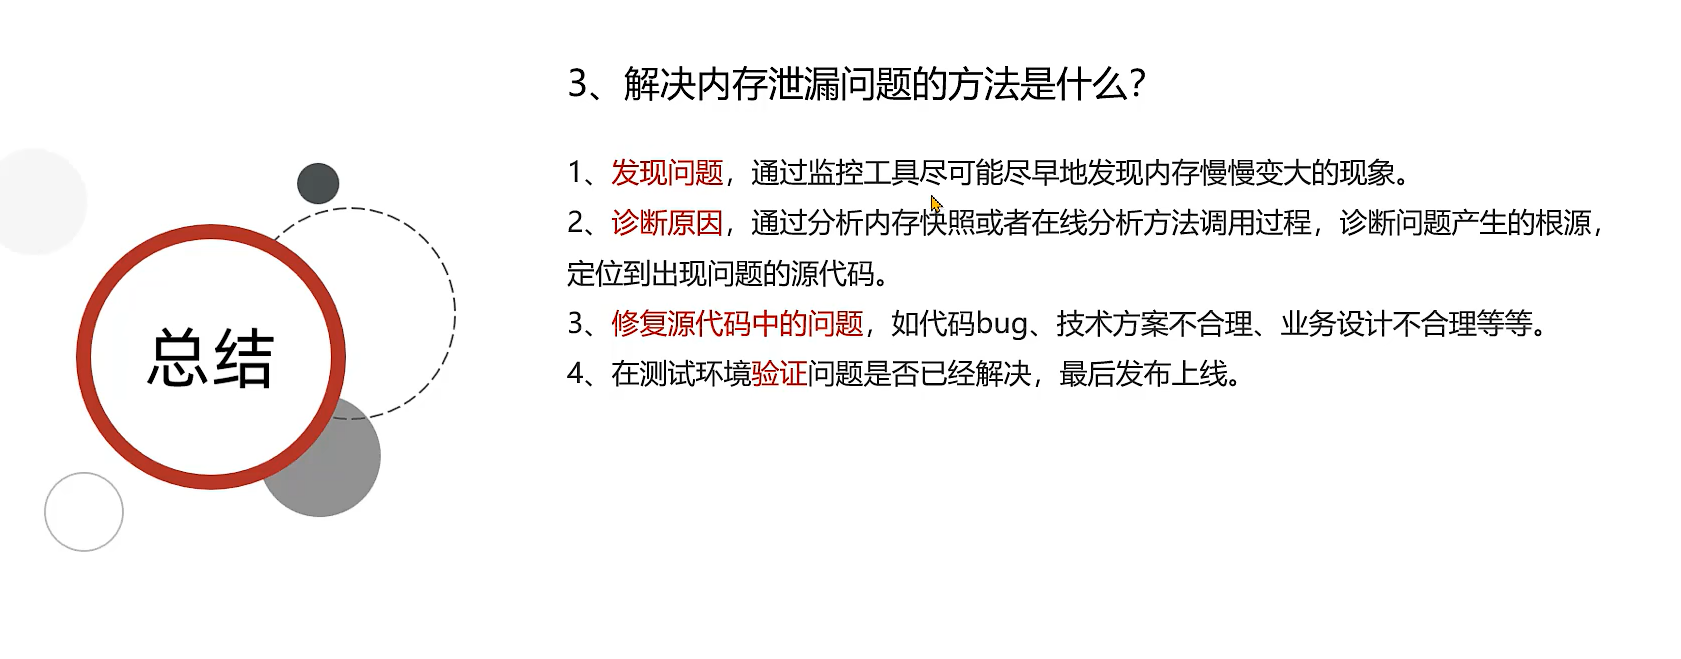 总结
3、解决内存泄漏问题的方法是什么？
1、发现问题，通过监控工具尽可能尽早地发现内存慢慢变大的现象。
2、诊断原因，通过分析内存快照或者在线分析方法调用过程，诊断问题产生的根源，
定位到出现问题的源代码。
3、修复源代码中的问题，如代码bug、技术方案不合理、业务设计不合理等等。
4、在测试环境验证问题是否已经解决，最后发布上线。